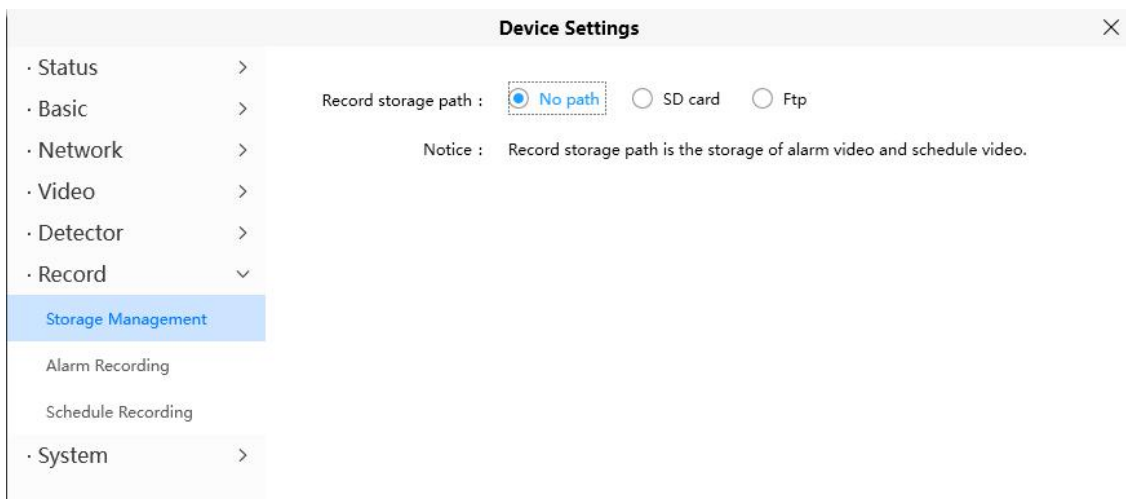 Device Settings
· Status
· Basic
· Network
· Video
· Detector
· Record
Storage Management
Alarm Recording
Schedule Recording
· System
Record storage path : No path SD card Ftp
Notice : Record storage path is the storage of alarm video and schedule video.